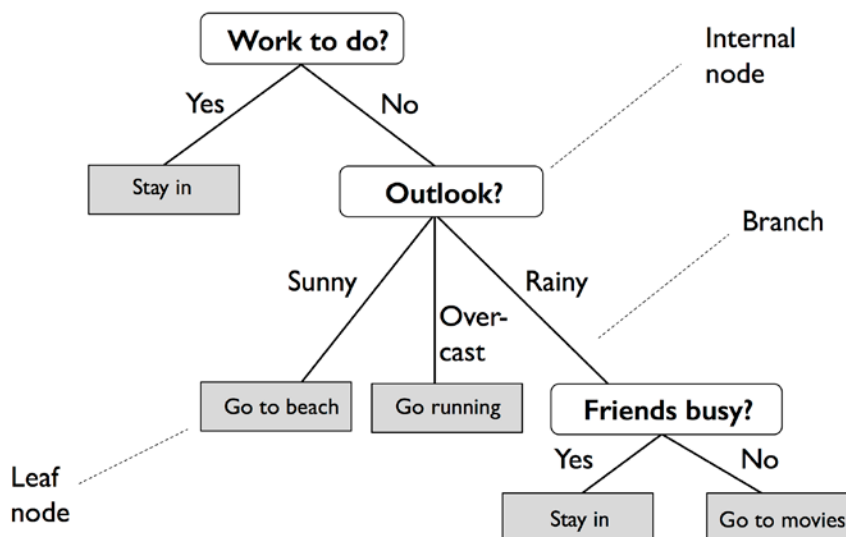 Work to do?
Internal
node
Yes
No
Stay in
Outlook?
Branch
Sunny
Rainy
Over-
cast
Go to beach
Go running
Friends busy?
Yes
No
Leaf
node
Stay in
Go to movies